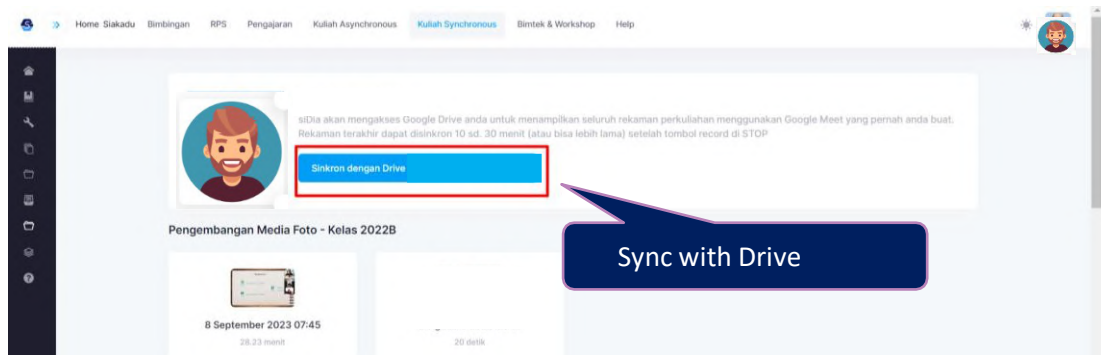 Home Siakadu Bimbingan RPS Pengajaran Kuliah Asynchronous Kuliah Synchronous Bimtek & Workshop Help
siDia akan mengakses Google Drive anda untuk menampilkan seluruh rekaman perkuliahan menggunakan Google Meet yang pernah anda buat.
Rekaman terakhir dapat disinkron 10 sd. 30 menit (atau bisa lebih lama) setelah tombol record di STOP
Sinkron dengan Drive
Sync with Drive
Pengembangan Media Foto - Kelas 2022B
8 September 2023 07:45
28.23 menit
20 detik